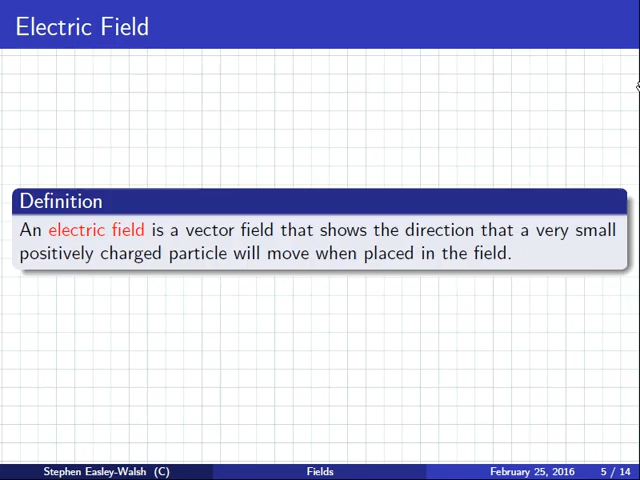 Electric Field
Definition
An electric field is a vector field that shows the direction that a very small
positively charged particle will move when placed in the field.
Stephen Easley-Walsh (C) Fields February 25, 2016 5 / 14